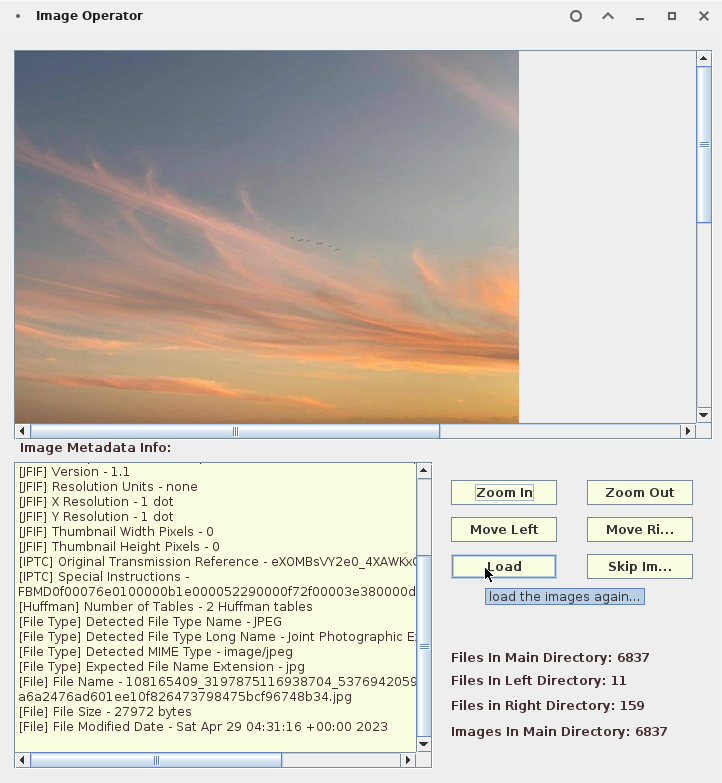 Image Operator
Image Metadata Info:
[JFIF] Version - 1.1
[JFIF] Resolution Units - none
[JFIF] X Resolution - 1 dot
[JFIF] Y Resolution - 1 dot
[JFIF] Thumbnail Width Pixels - 0
[JFIF] Thumbnail Height Pixels - 0
[IPTC] Original Transmission Reference - eXOMBsVY2e0_4XAWKx
[IPTC] Special Instructions -
FBMD0f00076e0100000b1e0000052290000f72f00003e380000d
[Huffman] Number of Tables - 2 Huffman tables
[File Type] Detected File Type Name - JPEG
[File Type] Detected File Type Long Name - Joint Photographic E
[File Type] Detected MIME Type - image/jpeg
[File Type] Expected File Name Extension - jpg
[File] File Name - 108165409_3197875116938704_5376942059
a6a2476ad601ee10f826473798475bcf96748b34.jpg
[File] File Size - 27972 bytes
[File] File Modified Date - Sat Apr 29 04:31:16 +00:00 2023
Zoom In
Zoom Out
Move Left
Move Ri...
Load
Skip Im...
load the images again...
Files In Main Directory: 6837
Files In Left Directory: 11
Files in Right Directory: 159
Images In Main Directory: 6837